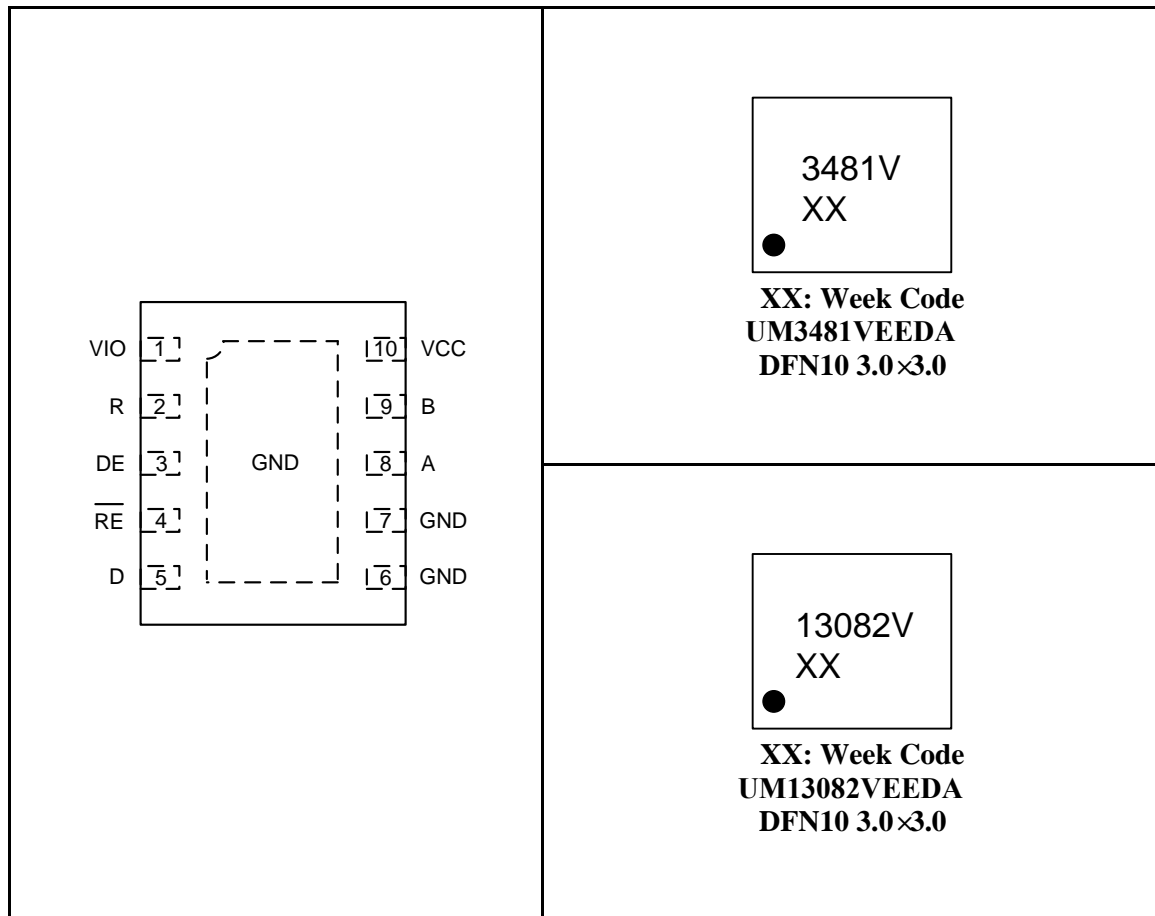 VIO 1 10 VCC
R 2 9 B
DE 3 GND 8 A
RE 4 7 GND
D 5 6 GND
3481V
XX
XX: Week Code
UM3481VEEDA
DFN10 3.0×3.0
13082V
XX
XX: Week Code
UM13082VEEDA
DFN10 3.0×3.0